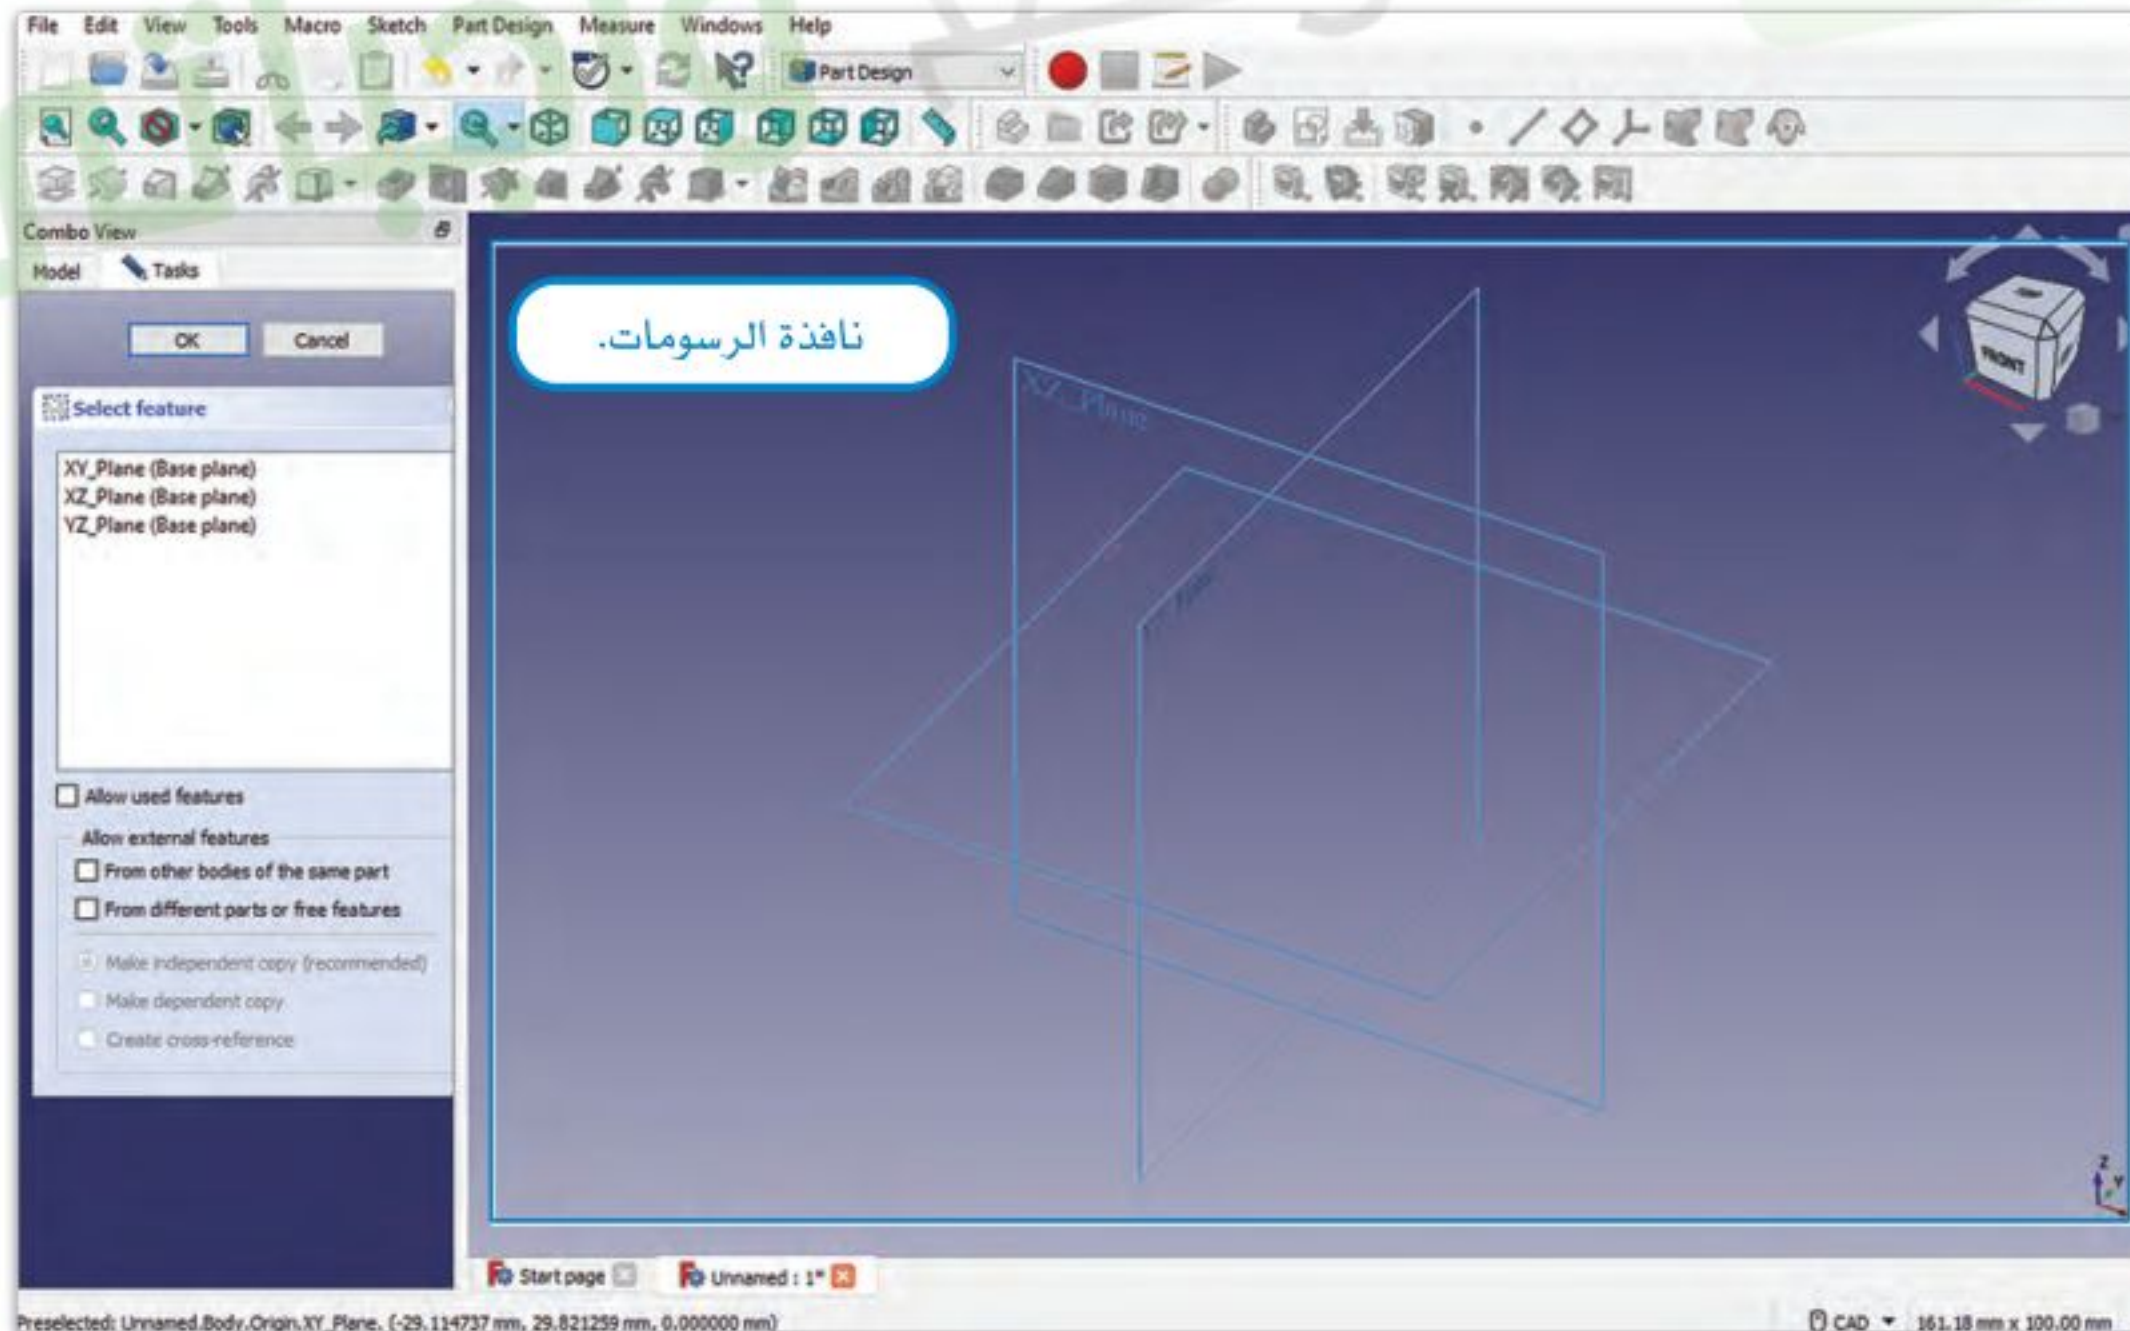 File Edit View Tools Macro Sketch Part Design Measure Windows Help
Part Design
Combo View
Model Tasks
نافذة الرسومات.
OK Cancel
Select feature
XY_Plane (Base plane)
XZ_Plane (Base plane)
YZ_Plane (Base plane)
Allow used features
Allow external features
From other bodies of the same part
From different parts or free features
Make independent copy (recommended)
Make dependent copy
Create cross-reference
XZ_Plane
FRONT
Z
Y
Start page Unnamed : 1*
Preselected: Unnamed.Body.Origin.XY_Plane. (-29.114737 mm, 29.821259 mm, 0.000000 mm)
CAD 161.18 mm x 100.00 mm